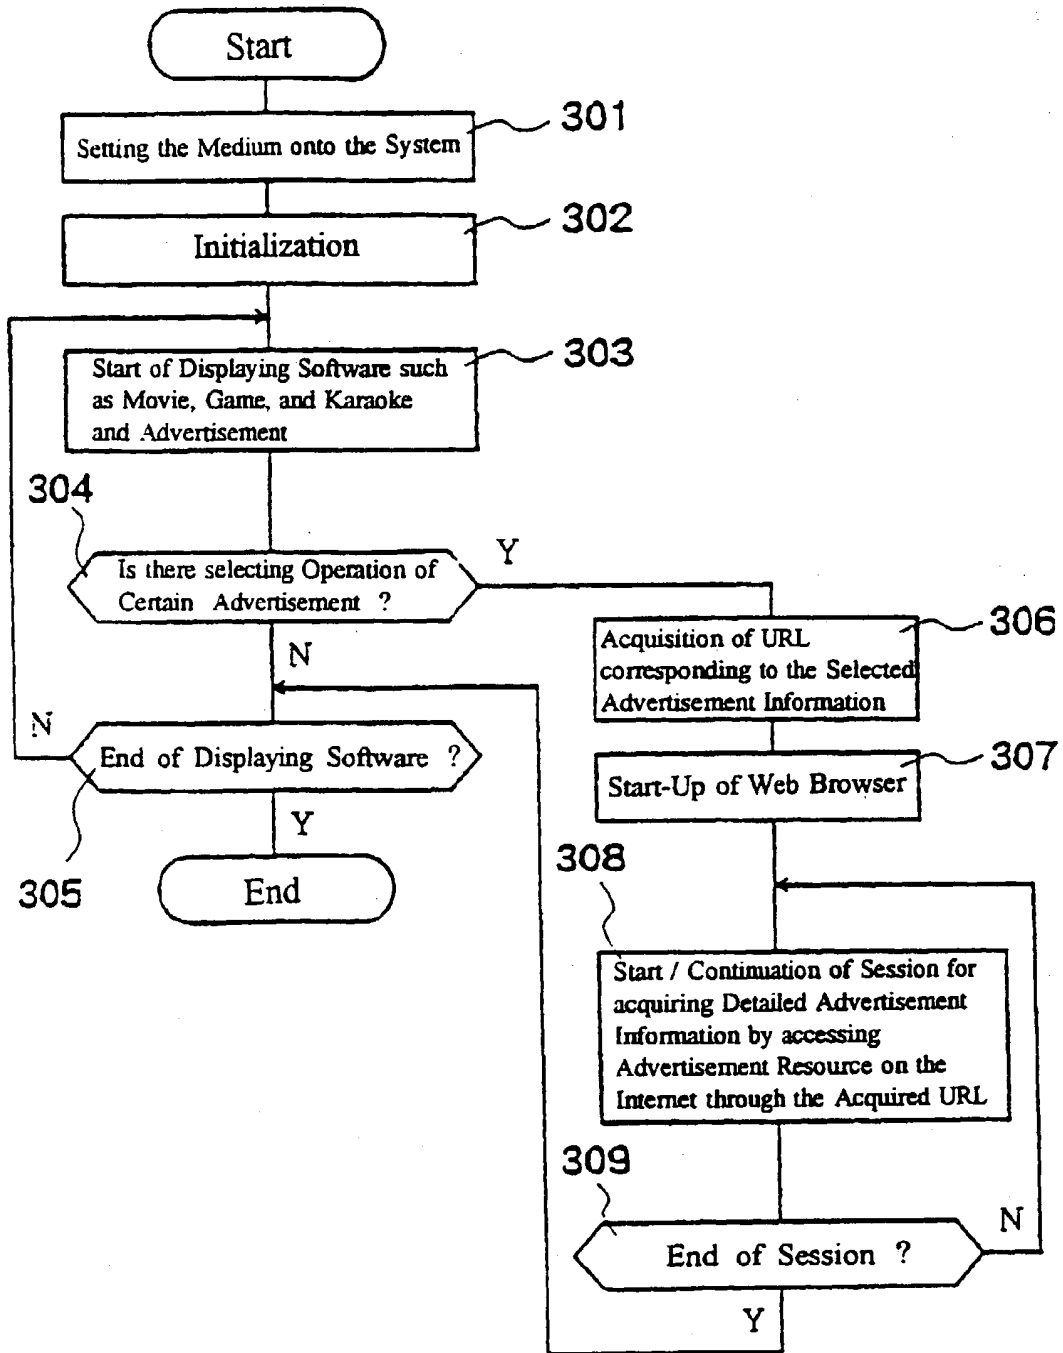 Start
301
Setting the Medium onto the System
302
Initialization
303
Start of Displaying Software such
as Movie, Game, and Karaoke
and Advertisement
304
Is there selecting Operation of
Certain Advertisement ?
Y
N
N
End of Displaying Software ?
305
Y
End
306
Acquisition of URL
corresponding to the Selected
Advertisement Information
307
Start-Up of Web Browser
308
Start / Continuation of Session for
acquiring Detailed Advertisement
Information by accessing
Advertisement Resource on the
Internet through the Acquired URL
309
N
End of Session ?
Y